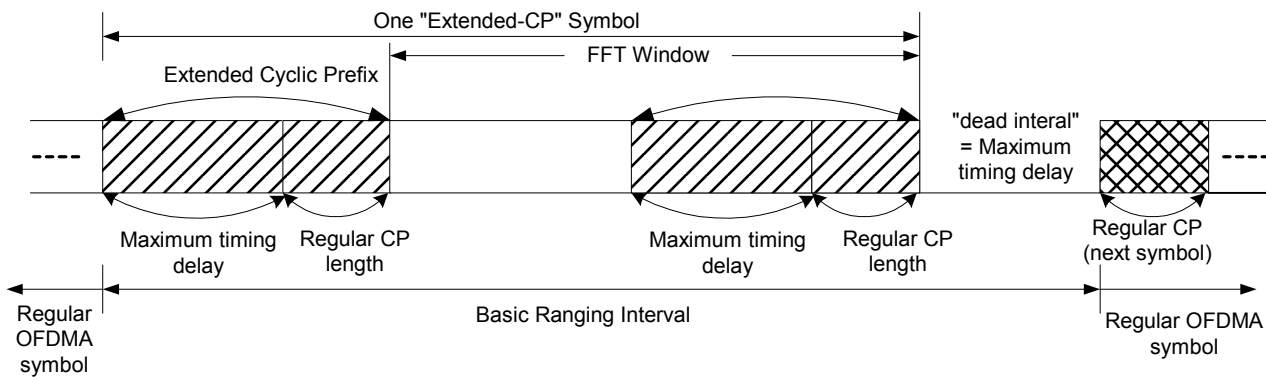 One "Extended-CP" Symbol
FFT Window
Extended Cyclic Prefix
"dead interal"
= Maximum
timing delay
Maximum timing
delay
Regular CP
length
Maximum timing
delay
Regular CP
length
Regular CP
(next symbol)
Regular
OFDMA
symbol
Basic Ranging Interval
Regular OFDMA
symbol